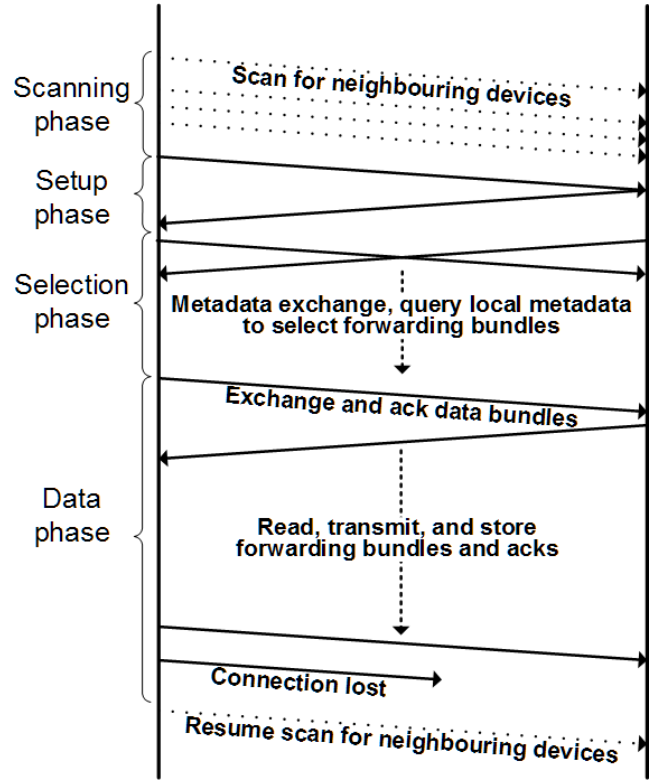 Scanning
phase
Scan for neighbouring devices
Setup
phase
Selection
phase
Metadata exchange, query local metadata
to select forwarding bundles
Exchange and ack data bundles
Data
phase
Read, transmit, and store
forwarding bundles and acks
Connection lost
Resume scan for neighbouring devices